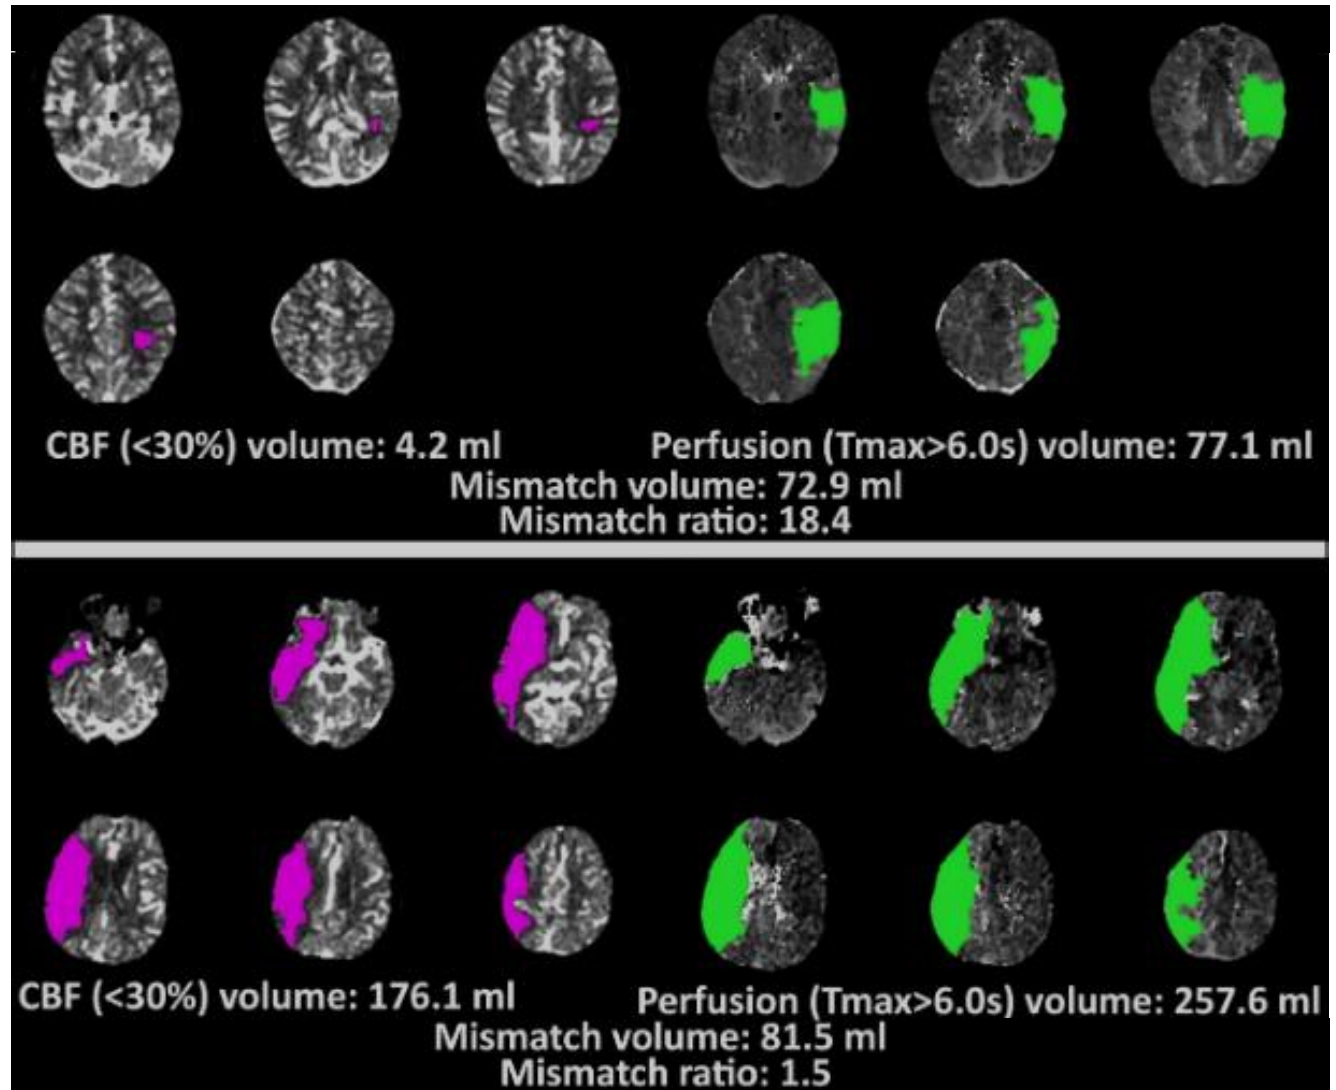 CBF (<30%) volume: 4.2 ml
Perfusion (Tmax>6.0s) volume: 77.1 ml
Mismatch volume: 72.9 ml
Mismatch ratio: 18.4
CBF (<30%) volume: 176.1 ml
Perfusion (Tmax>6.0s) volume: 257.6 ml
Mismatch volume: 81.5 ml
Mismatch ratio: 1.5